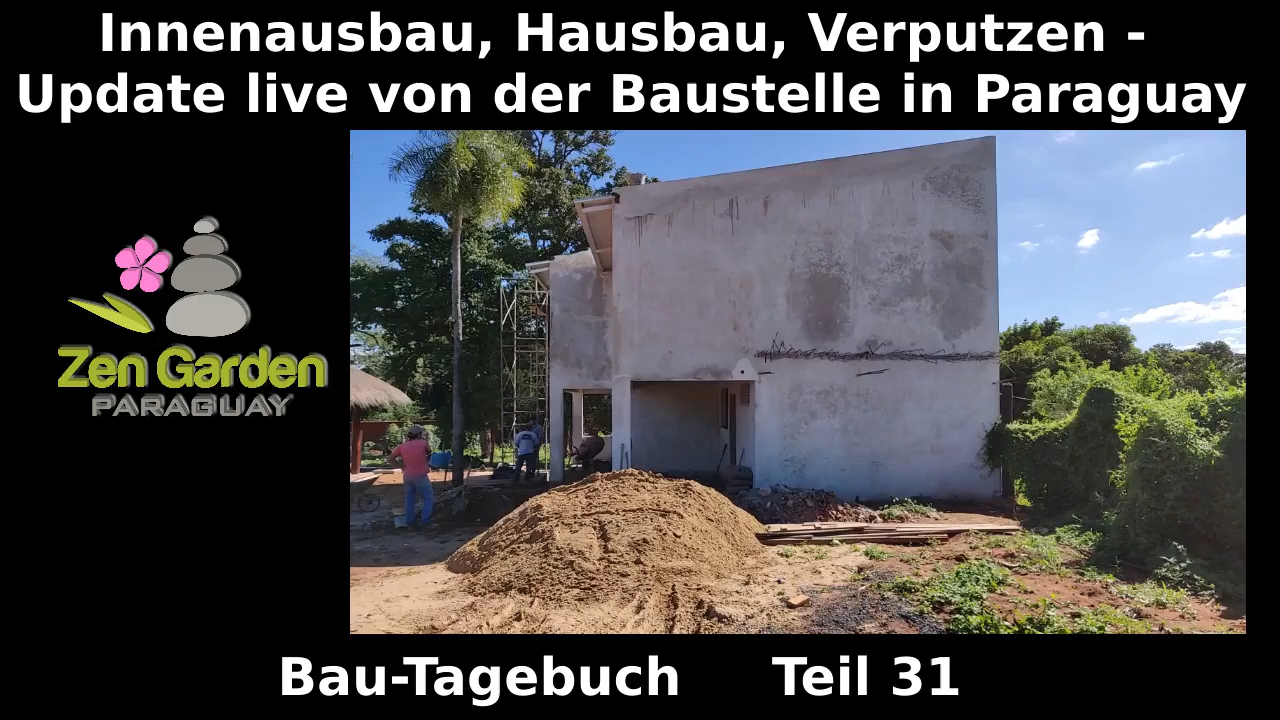 Innenausbau, Hausbau, Verputzen -
Update live von der Baustelle in Paraguay
Zen Garden
PARAGUAY
Bau-Tagebuch Teil 31